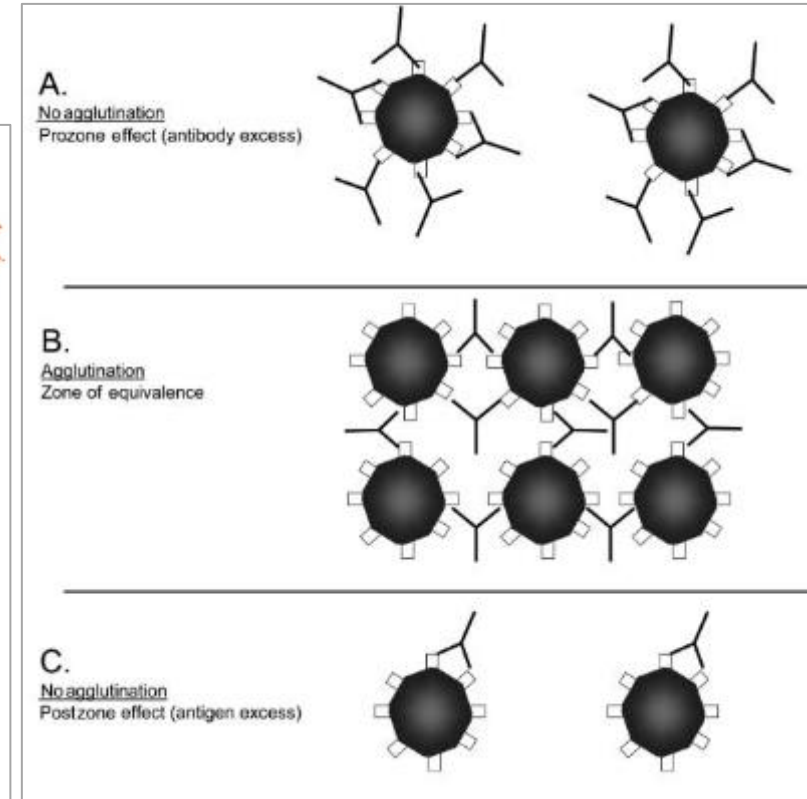 A.
No agglutination
Prozone effect (antibody excess)
B.
Agglutination
Zone of equivalence
C.
No agglutination
Postzone effect (antigen excess)